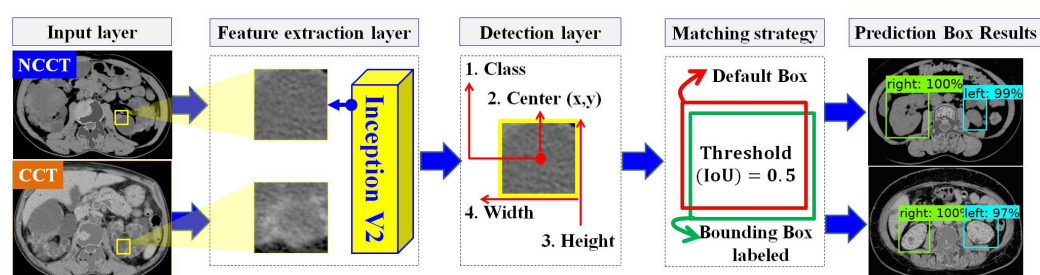 Input layer
NCCT
CCT
Feature extraction layer
Inception V2
Detection layer
1. Class
2. Center (x,y)
4. Width
3. Height
Matching strategy
Default Box
Threshold
(IoU) = 0.5
Bounding Box
labeled
Prediction Box Results
right: 100%
left: 99%
right: 100%
left: 97%